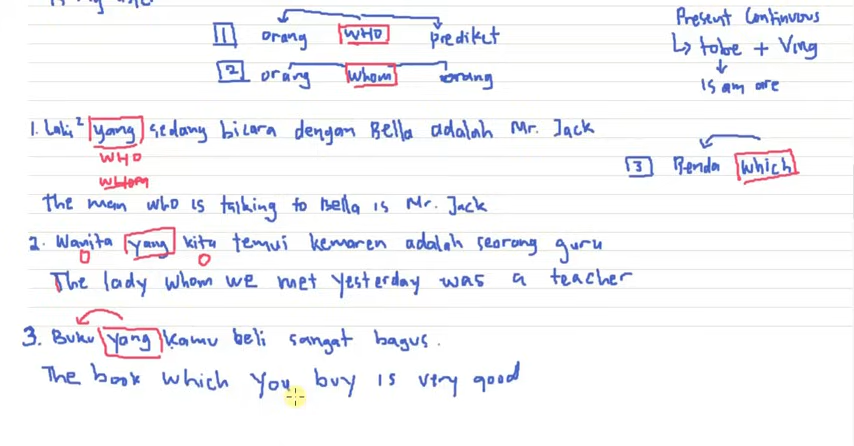 1 orang WHO prediket
2 orang whom orang
Present Continuous
↳ tobe + Ving
↓
is am are
1. Laki² yang sedang bicara dengan Bella adalah Mr. Jack
WHO
WHOM
The man who is talking to Bella is Mr. Jack
3 Benda which
2. Wanita yang kita temui kemaren adalah seorang guru
O O
The lady whom we met yesterday was a teacher
3. Buku yang kamu beli sangat bagus.
The book which you buy is very good